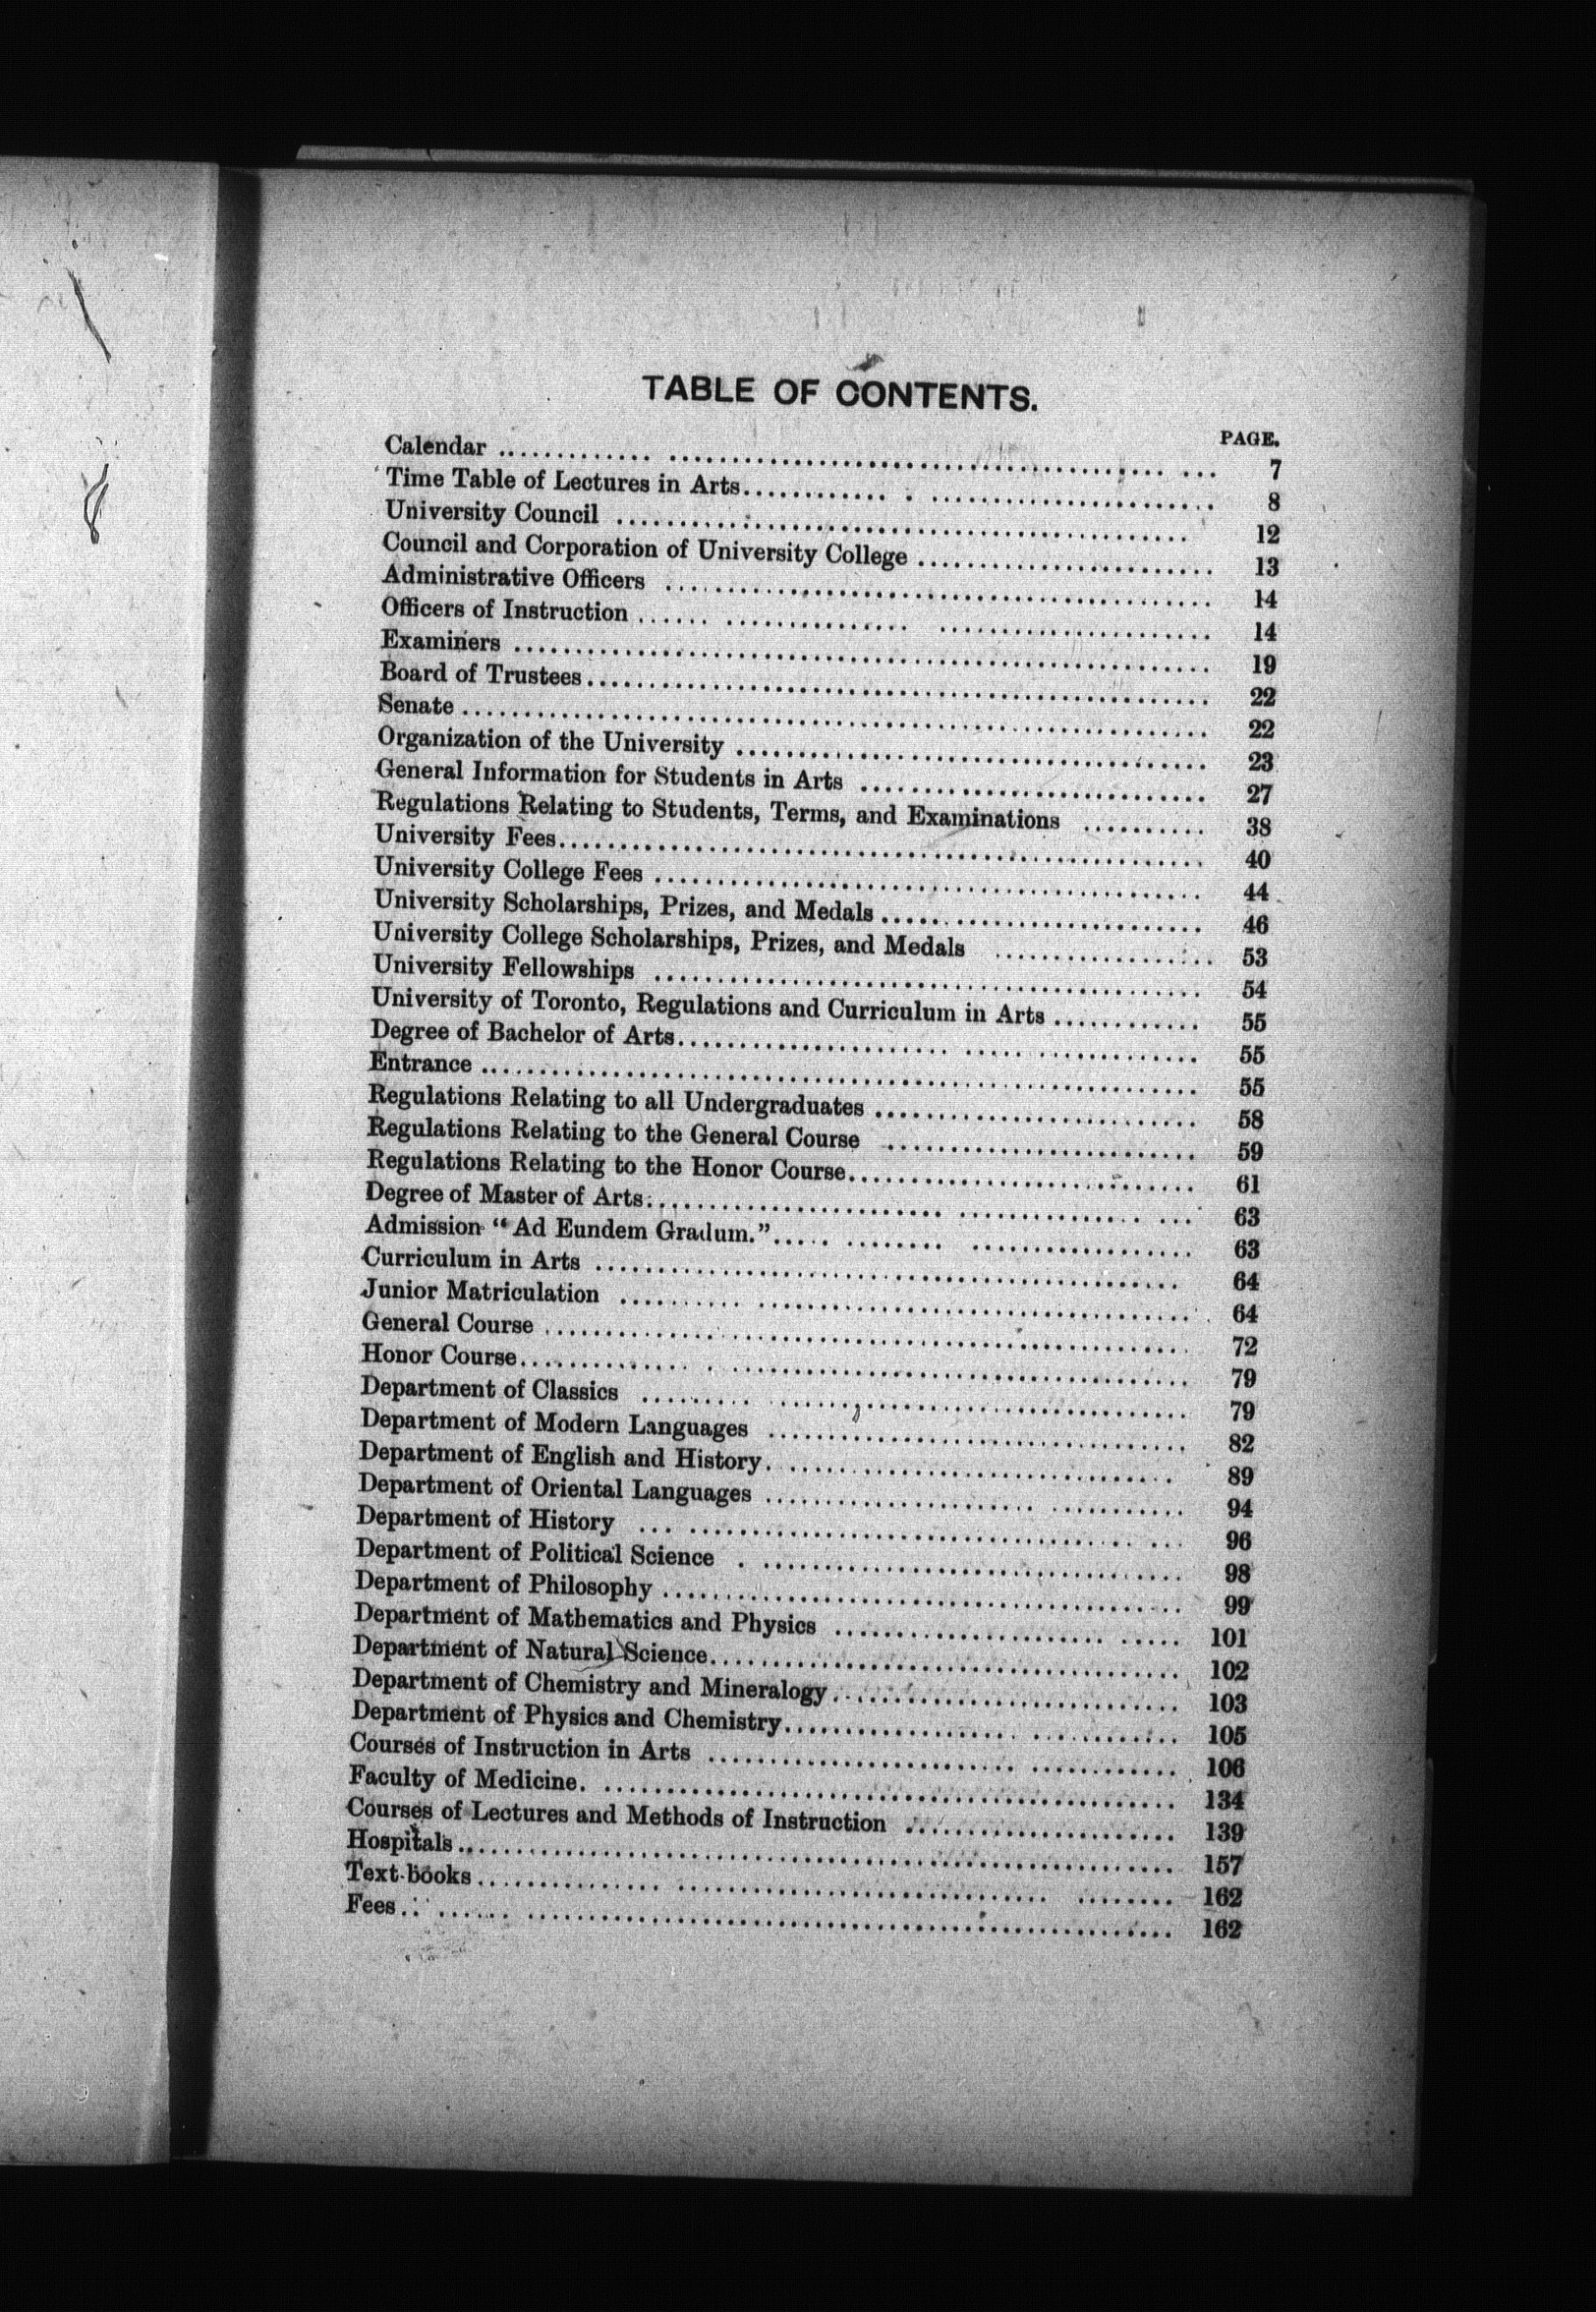 TABLE OF CONTENTS.
PAGE.
Calendar ........ 7
Time Table of Lectures in Arts ........ 8
University Council ........ 12
Council and Corporation of University College ........ 13
Administrative Officers ........ 14
Officers of Instruction ........ 14
Examiners ........ 19
Board of Trustees ........ 22
Senate ........ 22
Organization of the University ........ 23
General Information for Students in Arts ........ 27
Regulations Relating to Students, Terms, and Examinations ........ 38
University Fees ........ 40
University College Fees ........ 44
University Scholarships, Prizes, and Medals ........ 46
University College Scholarships, Prizes, and Medals ........ 53
University Fellowships ........ 54
University of Toronto, Regulations and Curriculum in Arts ........ 55
Degree of Bachelor of Arts ........ 55
Entrance ........ 55
Regulations Relating to all Undergraduates ........ 58
Regulations Relating to the General Course ........ 59
Regulations Relating to the Honor Course ........ 61
Degree of Master of Arts ........ 63
Admission “Ad Eundem Gradum.” ........ 63
Curriculum in Arts ........ 64
Junior Matriculation ........ 64
General Course ........ 72
Honor Course ........ 79
Department of Classics ........ 79
Department of Modern Languages ........ 82
Department of English and History ........ 89
Department of Oriental Languages ........ 94
Department of History ........ 96
Department of Political Science ........ 98
Department of Philosophy ........ 99
Department of Mathematics and Physics ........ 101
Department of Natural Science ........ 102
Department of Chemistry and Mineralogy ........ 103
Department of Physics and Chemistry ........ 105
Courses of Instruction in Arts ........ 106
Faculty of Medicine ........ 134
Courses of Lectures and Methods of Instruction ........ 139
Hospitals ........ 157
Text-books ........ 162
Fees ........ 162